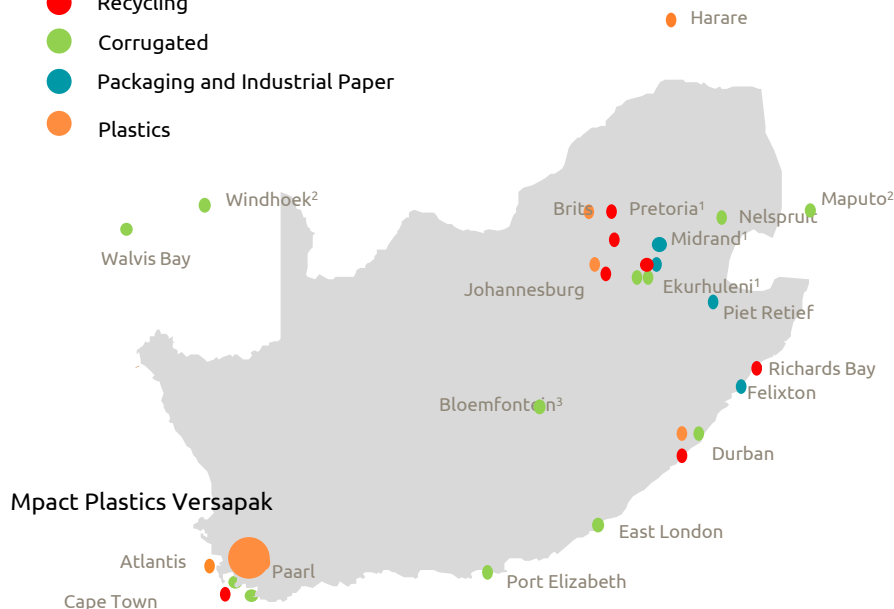 Recycling
Corrugated
Packaging and Industrial Paper
Plastics
Harare
Windhoek²
Walvis Bay
Brits
Pretoria¹
Nelspruit
Maputo²
Midrand¹
Johannesburg
Ekurhuleni¹
Piet Retief
Richards Bay
Felixton
Bloemfontein³
Durban
Mpact Plastics Versapak
East London
Atlantis
Paarl
Port Elizabeth
Cape Town